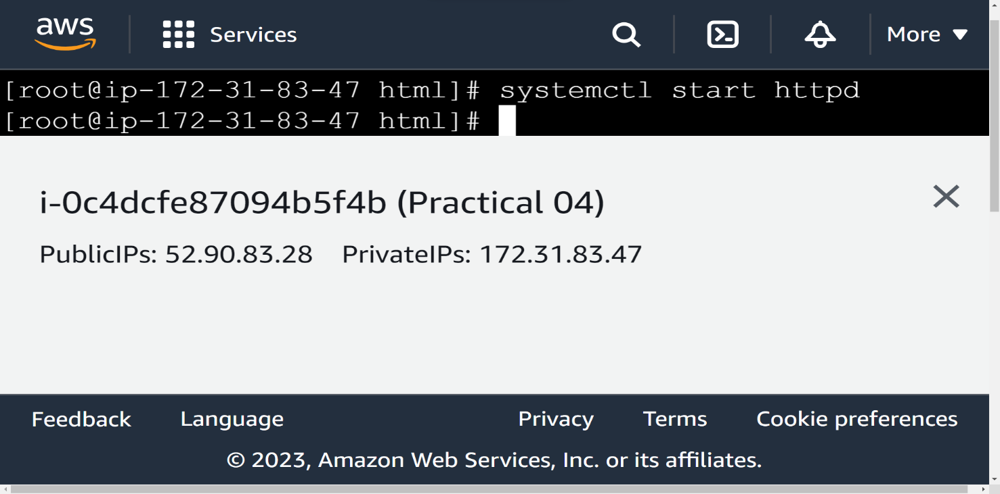 aws Services More
[root@ip-172-31-83-47 html]# systemctl start httpd
[root@ip-172-31-83-47 html]#
i-0c4dcfe87094b5f4b (Practical 04)
PublicIPs: 52.90.83.28 PrivateIPs: 172.31.83.47
Feedback Language Privacy Terms Cookie preferences
© 2023, Amazon Web Services, Inc. or its affiliates.